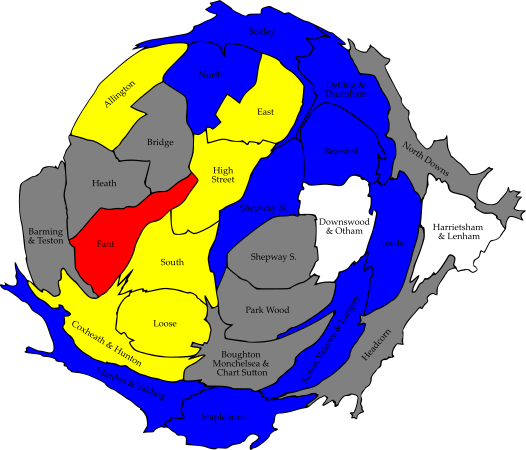 Boxley
North
Allington
Detling &
Thurnham
East
Bridge
Bearsted
North Downs
Heath
High
Street
Shepway N.
Barming
& Teston
Fant
Downswood
& Otham
Harrietsham
& Lenham
Leeds
Shepway S.
South
Park Wood
Loose
Coxheath & Hunton
Sutton Valence & Langley
Headcorn
Boughton
Monchelsea &
Chart Sutton
Marden & Yalding
Staplehurst